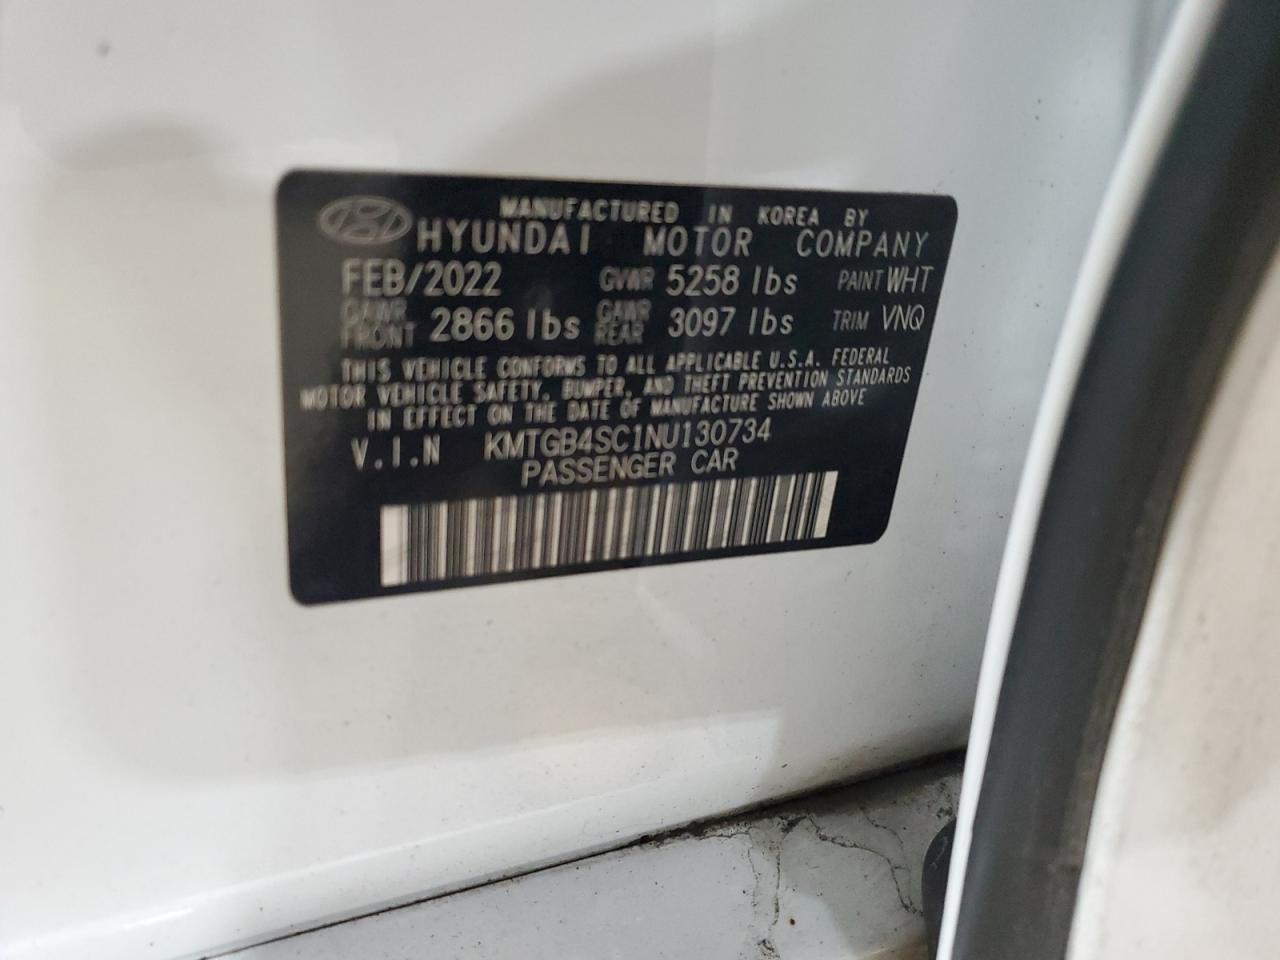 MANUFACTURED IN KOREA BY
HYUNDAI MOTOR COMPANY
FEB/2022 GVWR 5258 lbs PAINT WHT
GAWR FRONT 2866 lbs GAWR REAR 3097 lbs TRIM VNQ
THIS VEHICLE CONFORMS TO ALL APPLICABLE U.S.A. FEDERAL
MOTOR VEHICLE SAFETY, BUMPER, AND THEFT PREVENTION STANDARDS
IN EFFECT ON THE DATE OF MANUFACTURE SHOWN ABOVE
V.I.N KMTGB4SC1NU130734
PASSENGER CAR